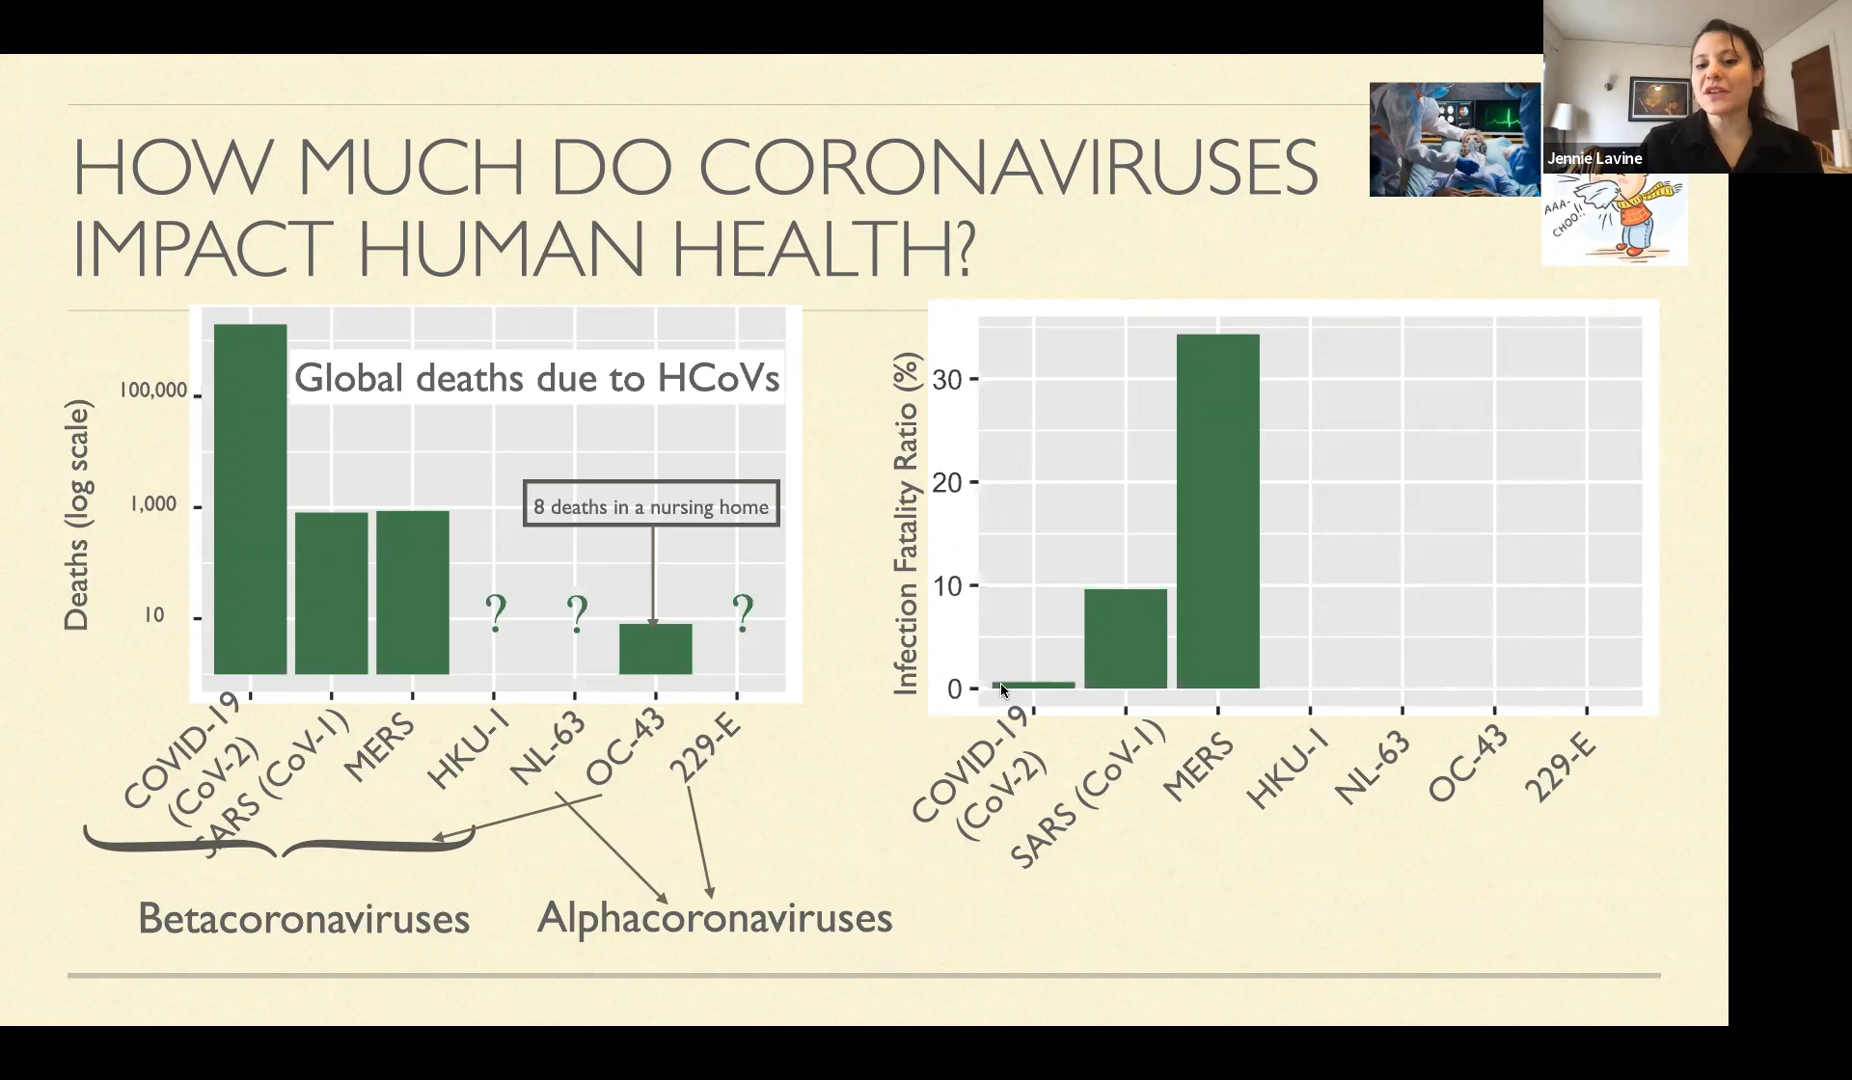 HOW MUCH DO CORONAVIRUSES
IMPACT HUMAN HEALTH?
Jennie Lavine
AAA-
CHOO!!
Global deaths due to HCoVs
Deaths (log scale)
100,000
1,000
10
8 deaths in a nursing home
?
?
?
COVID-19
(CoV-2)
SARS (CoV-1)
MERS
HKU-1
NL-63
OC-43
229-E
Betacoronaviruses
Alphacoronaviruses
Infection Fatality Ratio (%)
30
20
10
0
COVID-19
(CoV-2)
SARS (CoV-1)
MERS
HKU-1
NL-63
OC-43
229-E